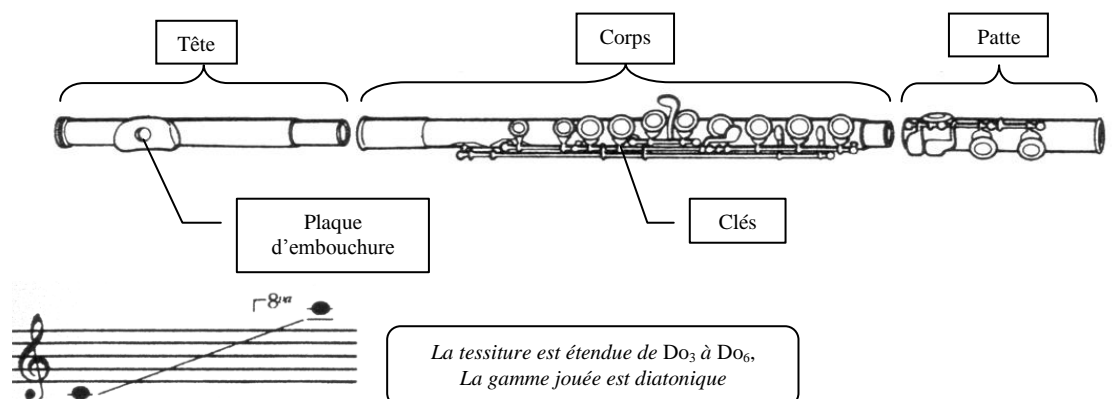 Tête
Corps
Patte
Plaque
d'embouchure
Clés
8va
La tessiture est étendue de Do3 à Do6,
La gamme jouée est diatonique